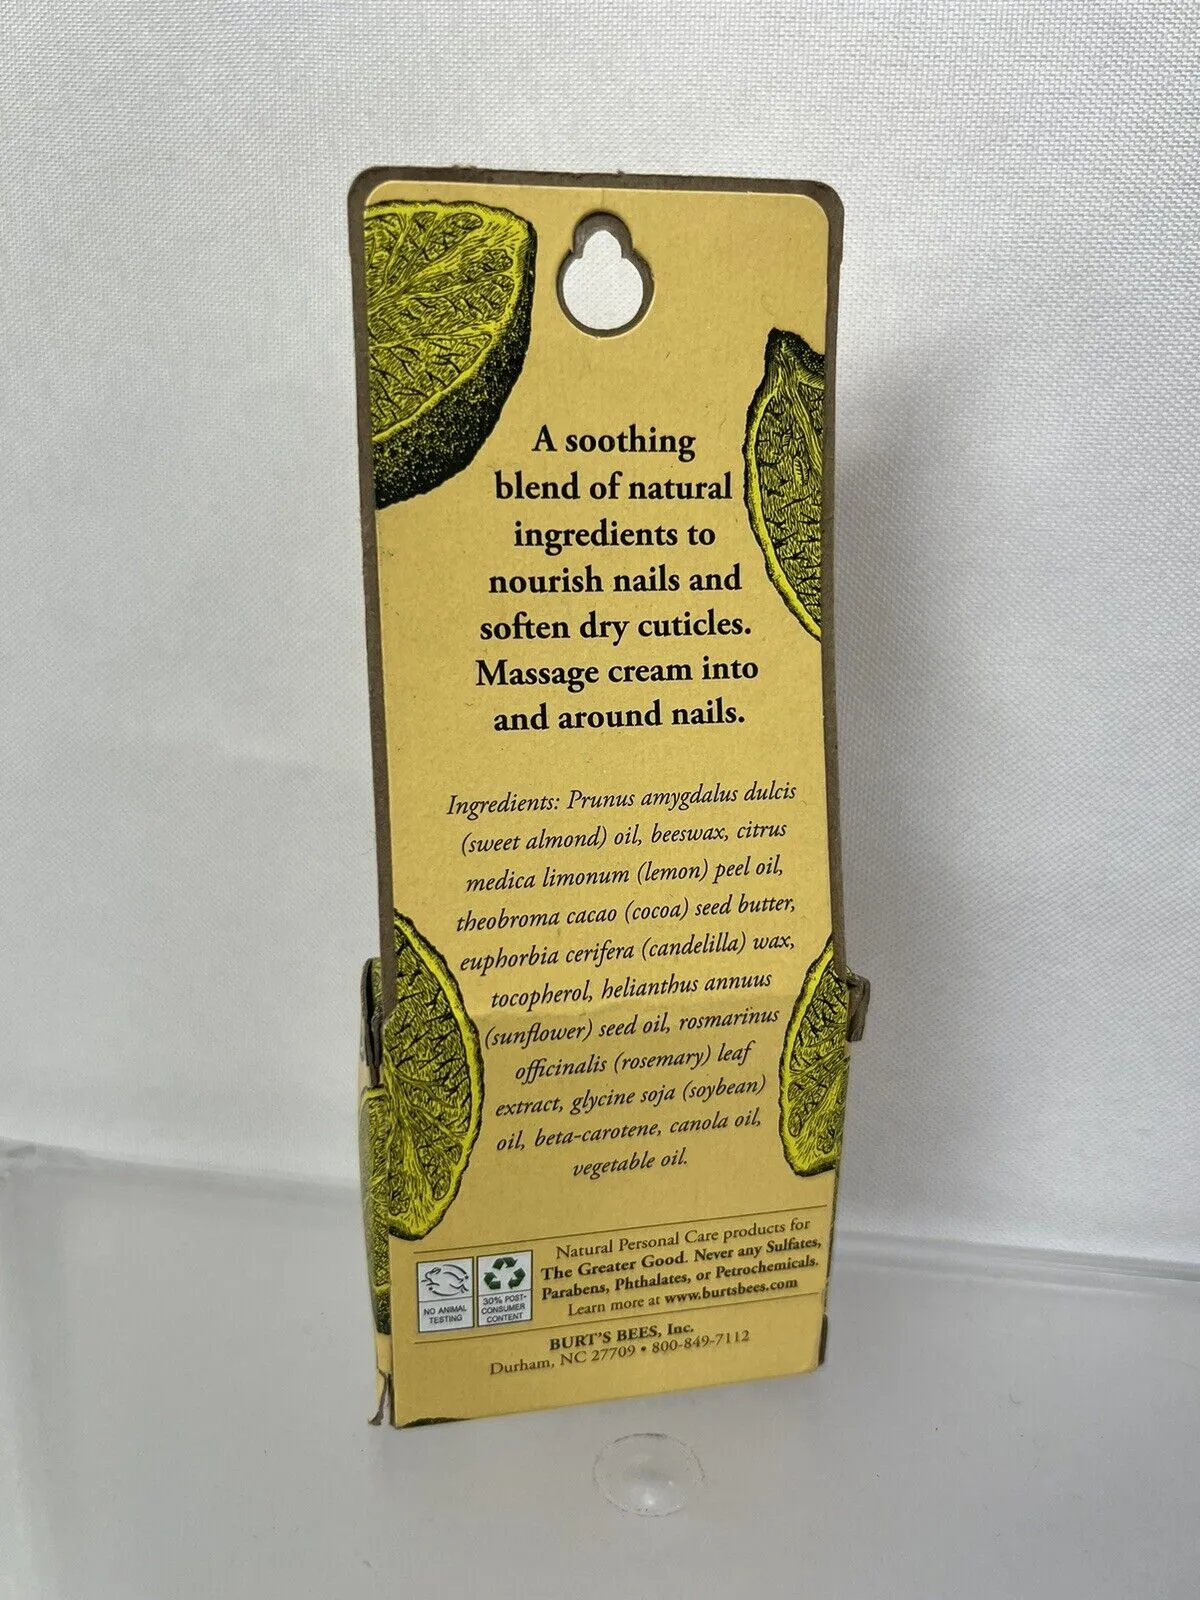 A soothing
blend of natural
ingredients to
nourish nails and
soften dry cuticles.
Massage cream into
and around nails.
Ingredients: Prunus amygdalus dulcis
(sweet almond) oil, beeswax, citrus
medica limonum (lemon) peel oil,
theobroma cacao (cocoa) seed butter,
euphorbia cerifera (candelilla) wax,
tocopherol, helianthus annuus
(sunflower) seed oil, rosmarinus
officinalis (rosemary) leaf
extract, glycine soja (soybean)
oil, beta-carotene, canola oil,
vegetable oil.
NO ANIMAL
TESTING
30% POST-
CONSUMER
CONTENT
Natural Personal Care products for
The Greater Good. Never any Sulfates,
Parabens, Phthalates, or Petrochemicals.
Learn more at www.burtsbees.com
BURT'S BEES, Inc.
Durham, NC 27709 • 800-849-7112